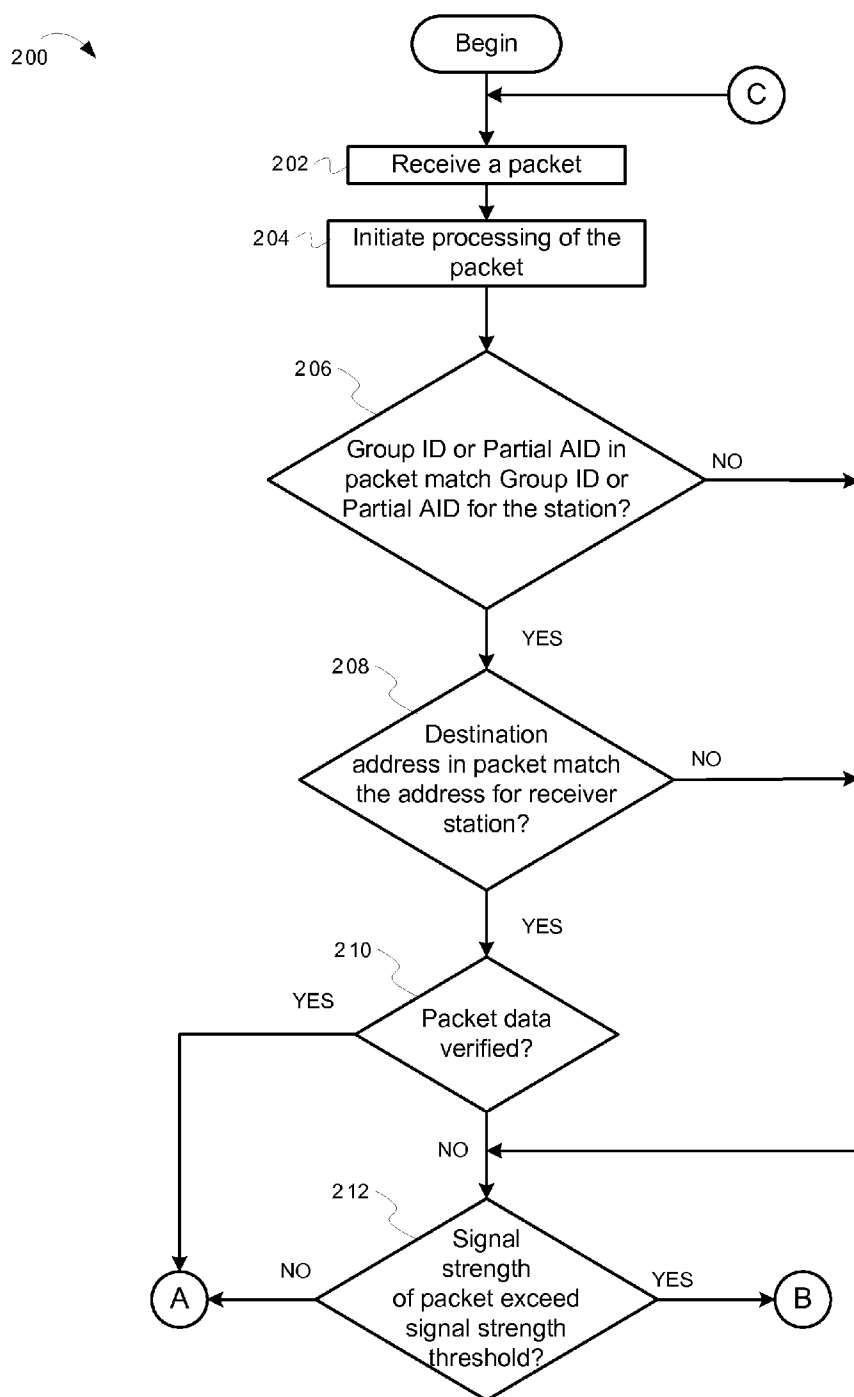 200
Begin
C
202
Receive a packet
204
Initiate processing of the
packet
206
Group ID or Partial AID in
packet match Group ID or
Partial AID for the station?
NO
YES
208
Destination
address in packet match
the address for receiver
station?
NO
YES
210
YES
Packet data
verified?
NO
212
Signal
strength
of packet exceed
signal strength
threshold?
NO
YES
A
B